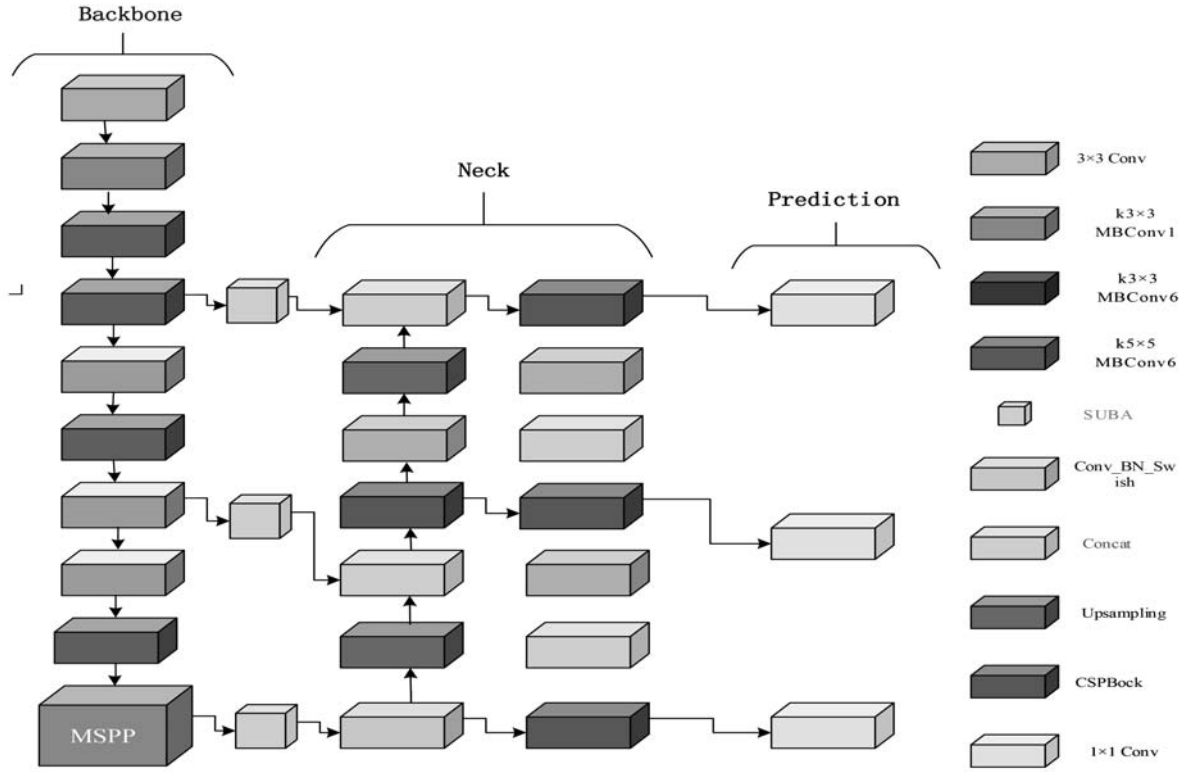 Backbone
Neck
Prediction
MSPP
3×3 Conv
k3×3
MBConv1
k3×3
MBConv6
k5×5
MBConv6
SUBA
Conv_BN_Sw
ish
Concat
Upsampling
CSPBock
1×1 Conv